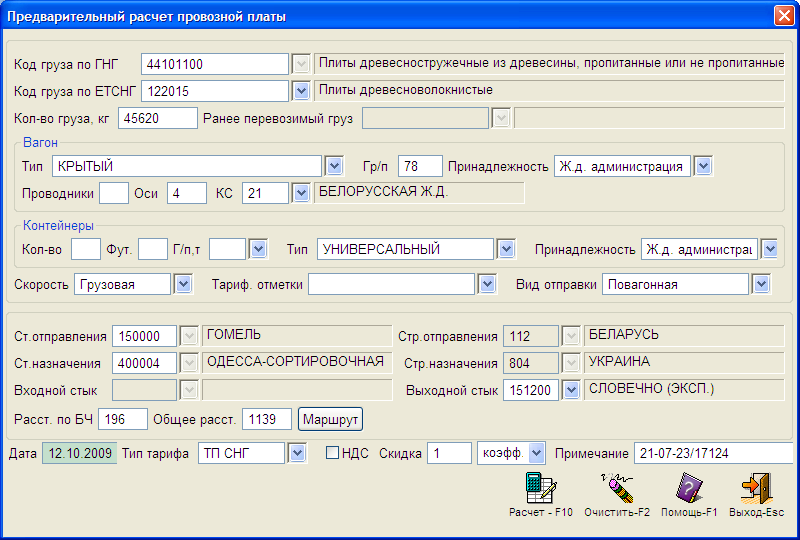 Предварительный расчет провозной платы
Код груза по ГНГ 44101100 Плиты древесностружечные из древесины, пропитанные или не пропитанные
Код груза по ЕТСНГ 122015 Плиты древесноволокнистые
Кол-во груза, кг 45620 Ранее перевозимый груз
Вагон
Тип КРЫТЫЙ Гр/п 78 Принадлежность Ж.д. администрация
Проводники Оси 4 КС 21 БЕЛОРУССКАЯ Ж.Д.
Контейнеры
Кол-во Фут. Г/п,т Тип УНИВЕРСАЛЬНЫЙ Принадлежность Ж.д. администрац
Скорость Грузовая Тариф. отметки Вид отправки Повагонная
Ст.отправления 150000 ГОМЕЛЬ Стр.отправления 112 БЕЛАРУСЬ
Ст.назначения 400004 ОДЕССА-СОРТИРОВОЧНАЯ Стр.назначения 804 УКРАИНА
Входной стык Выходной стык 151200 СЛОВЕЧНО (ЭКСП.)
Расст. по БЧ 196 Общее расст. 1139 Маршрут
Дата 12.10.2009 Тип тарифа ТП СНГ НДС Скидка 1 коэфф. Примечание 21-07-23/17124
Расчет - F10 Очистить-F2 Помощь-F1 Выход-Esc